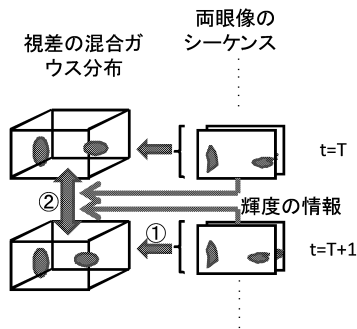 視差の混合ガ
ウス分布
両眼像の
シーケンス
t=T
②
輝度の情報
①
t=T+1